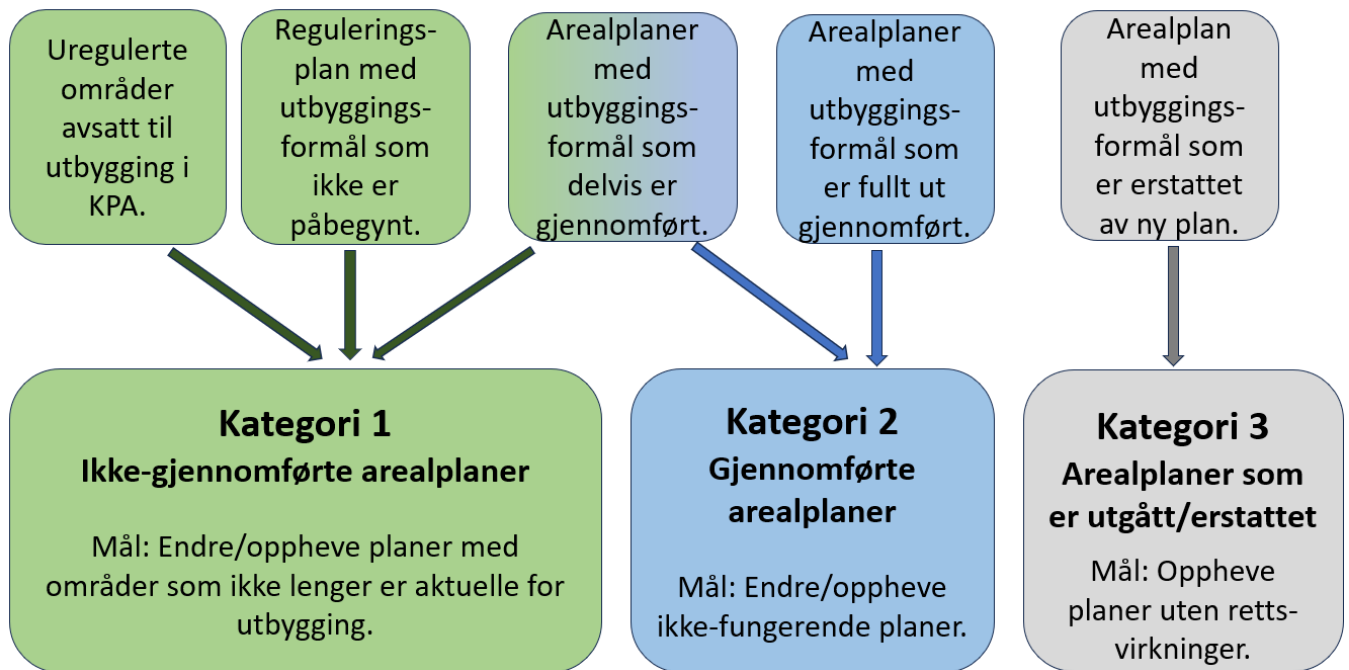 Uregulerte
områder
avsatt til
utbygging i
KPA.
Regulerings-
plan med
utbyggings-
formål som
ikke er
påbegynt.
Arealplaner
med
utbyggings-
formål som
delvis er
gjennomført.
Arealplaner
med
utbyggings-
formål som
er fullt ut
gjennomført.
Arealplan
med
utbyggings-
formål som
er erstattet
av ny plan.
Kategori 1
Ikke-gjennomførte arealplaner
Mål: Endre/oppheve planer med
områder som ikke lenger er aktuelle for
utbygging.
Kategori 2
Gjennomførte
arealplaner
Mål: Endre/oppheve
ikke-fungerende planer.
Kategori 3
Arealplaner som
er utgått/erstattet
Mål: Oppheve
planer uten retts-
virkninger.